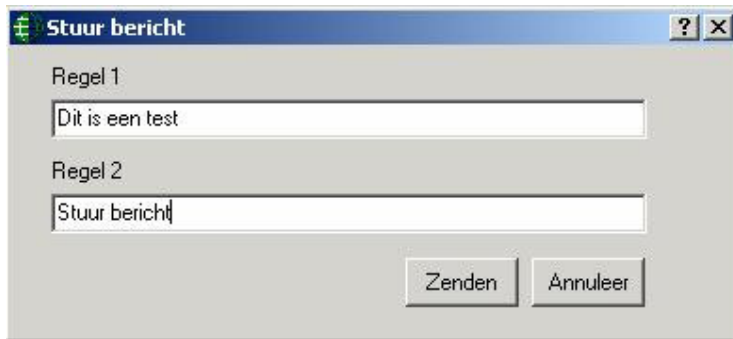 Stuur bericht
Regel 1
Dit is een test
Regel 2
Stuur bericht
Zenden Annuleer